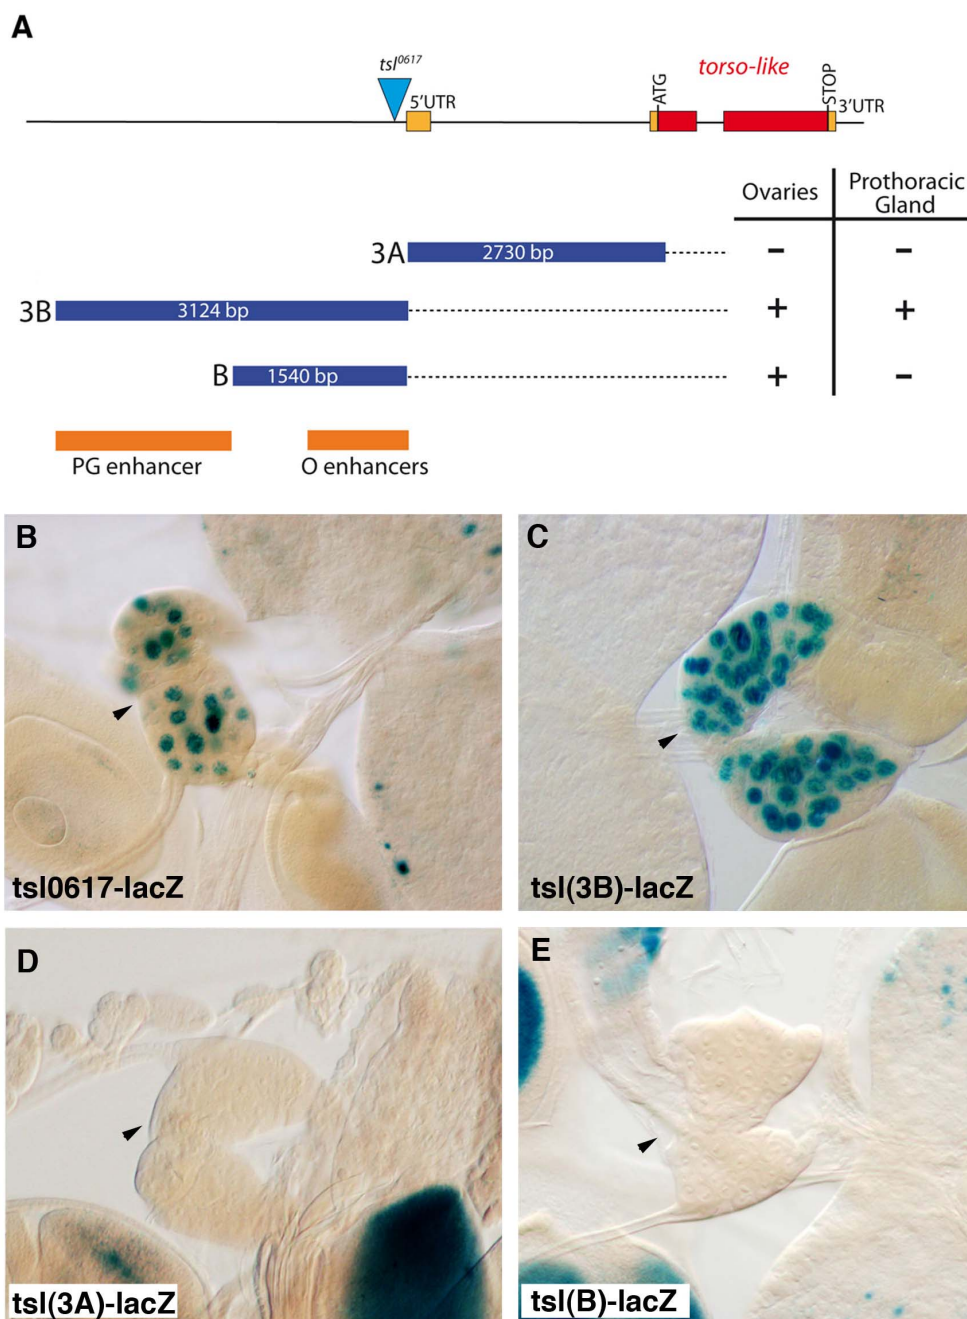 A
tsl0617
5'UTR
ATG
torso-like
STOP
3'UTR
Ovaries
Prothoracic
Gland
3A
2730 bp
- -
3B
3124 bp
+ +
B
1540 bp
+ -
PG enhancer
O enhancers
B
tsl0617-lacZ
C
tsl(3B)-lacZ
D
tsl(3A)-lacZ
E
tsl(B)-lacZ